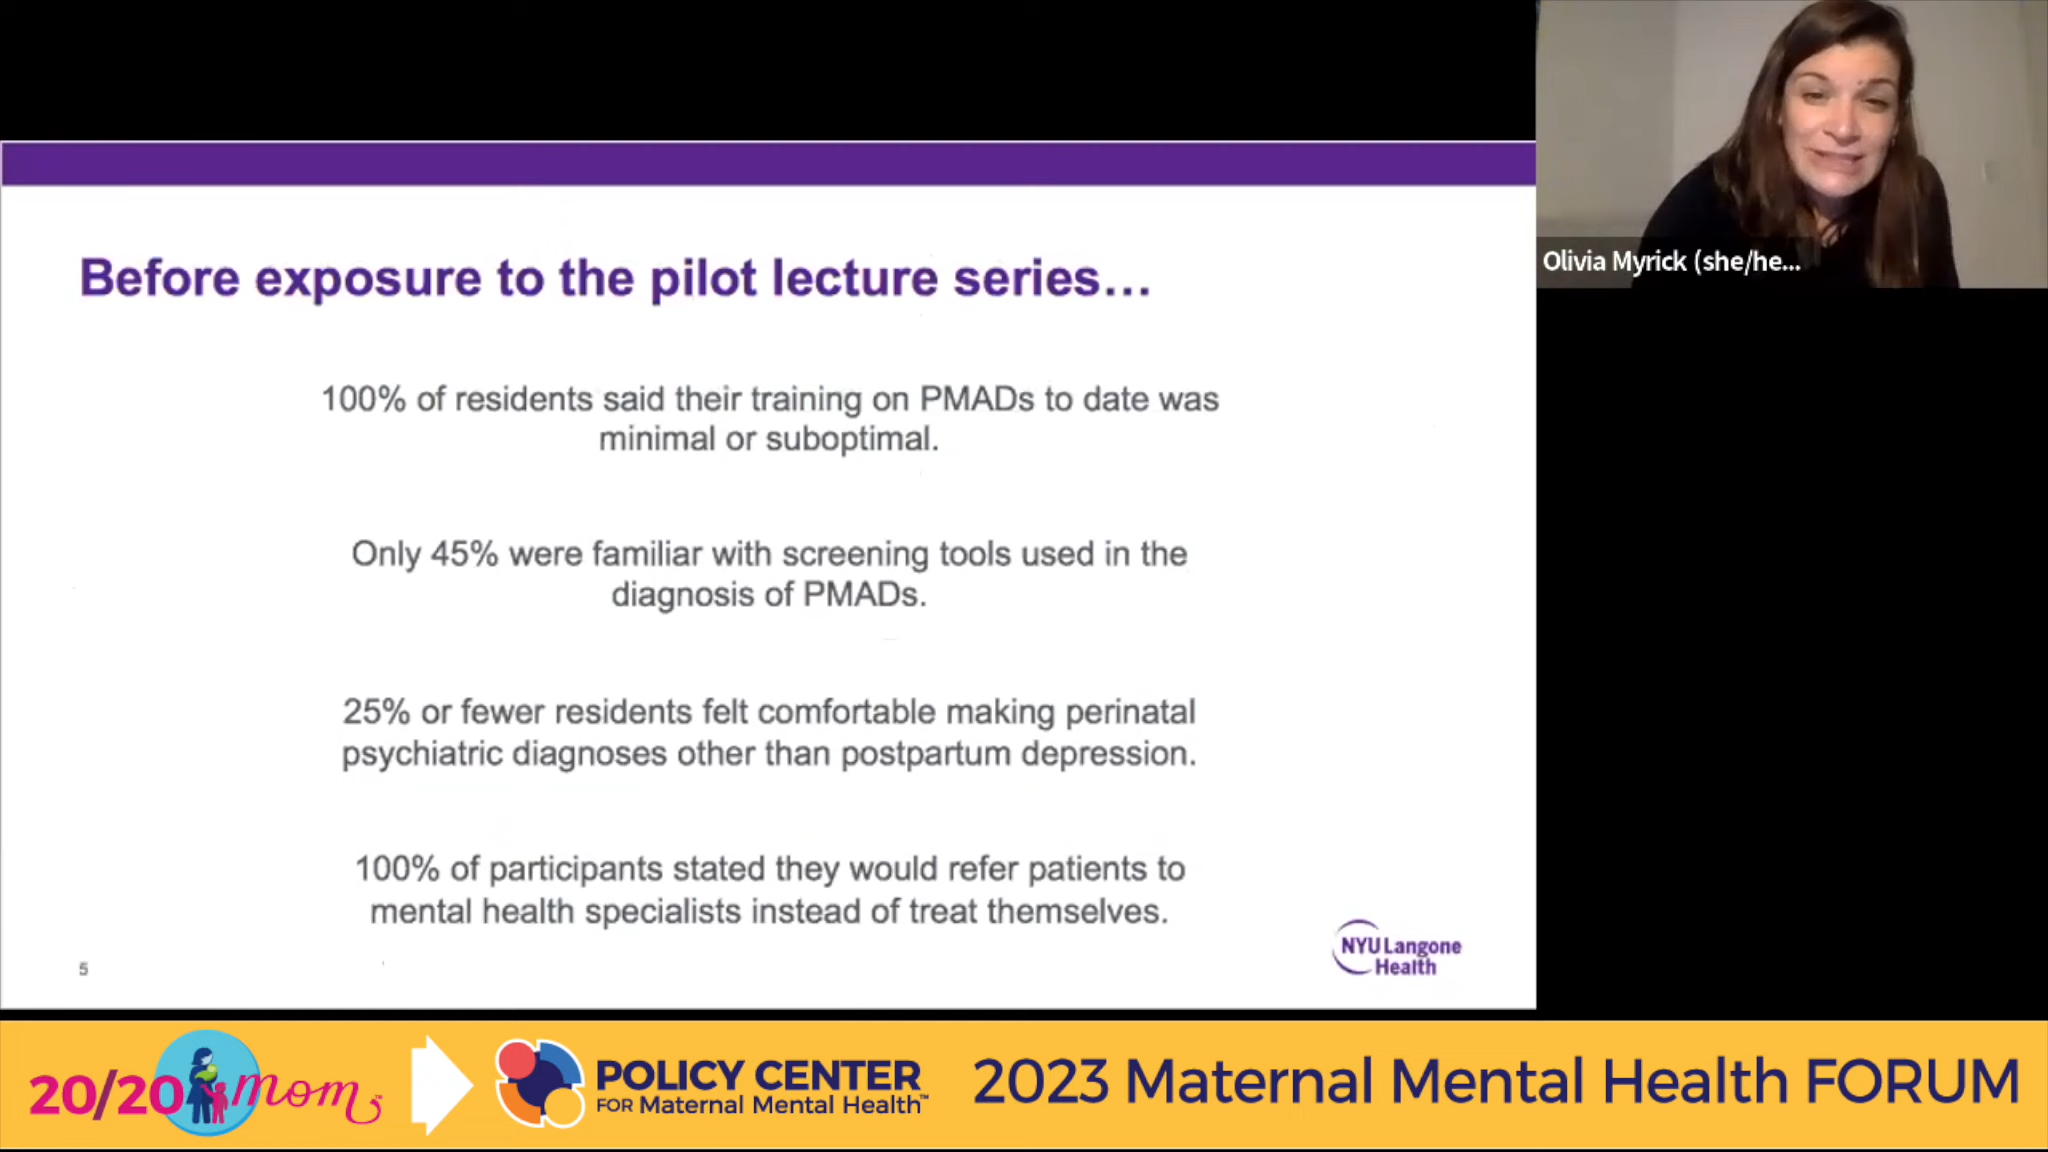 Before exposure to the pilot lecture series…
100% of residents said their training on PMADs to date was
minimal or suboptimal.
Only 45% were familiar with screening tools used in the
diagnosis of PMADs.
25% or fewer residents felt comfortable making perinatal
psychiatric diagnoses other than postpartum depression.
100% of participants stated they would refer patients to
mental health specialists instead of treat themselves.
5
NYU Langone
Health
Olivia Myrick (she/he...
20/20 mom
POLICY CENTER
FOR Maternal Mental Health™
2023 Maternal Mental Health FORUM